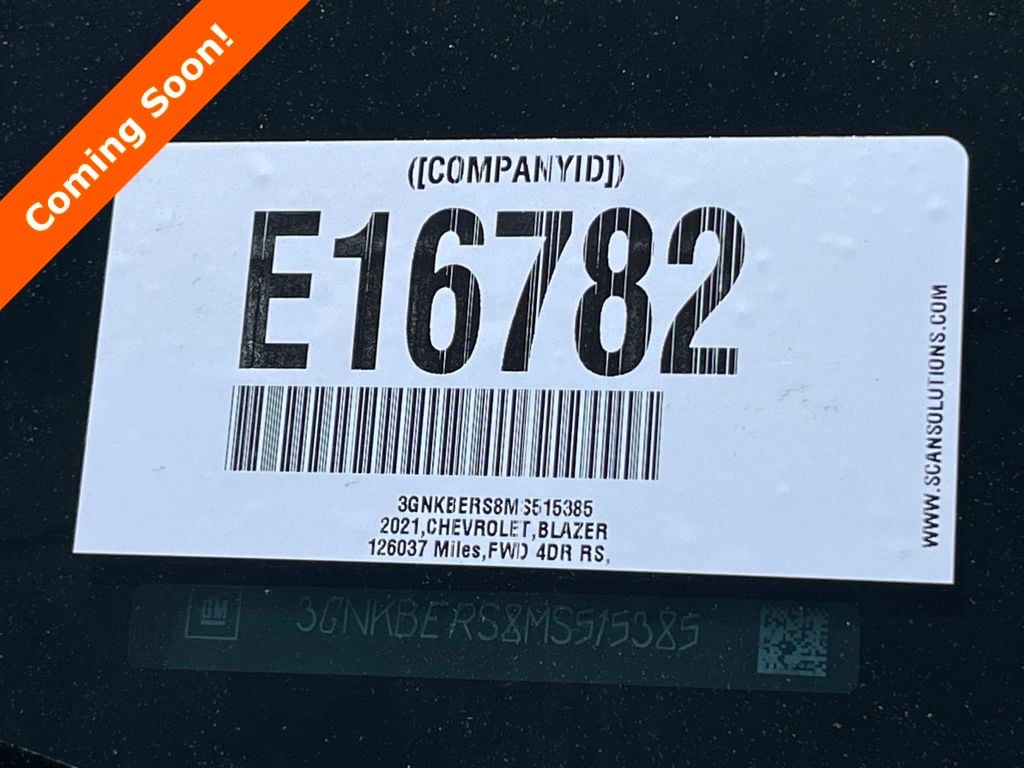 Coming Soon!
([COMPANYID])
E16782
3GNKBERS8MS515385
2021,CHEVROLET,BLAZER
126037 Miles,FWD 4DR RS,
WWW.SCANSOLUTIONS.COM
GM
3GNKBERS8MS515385